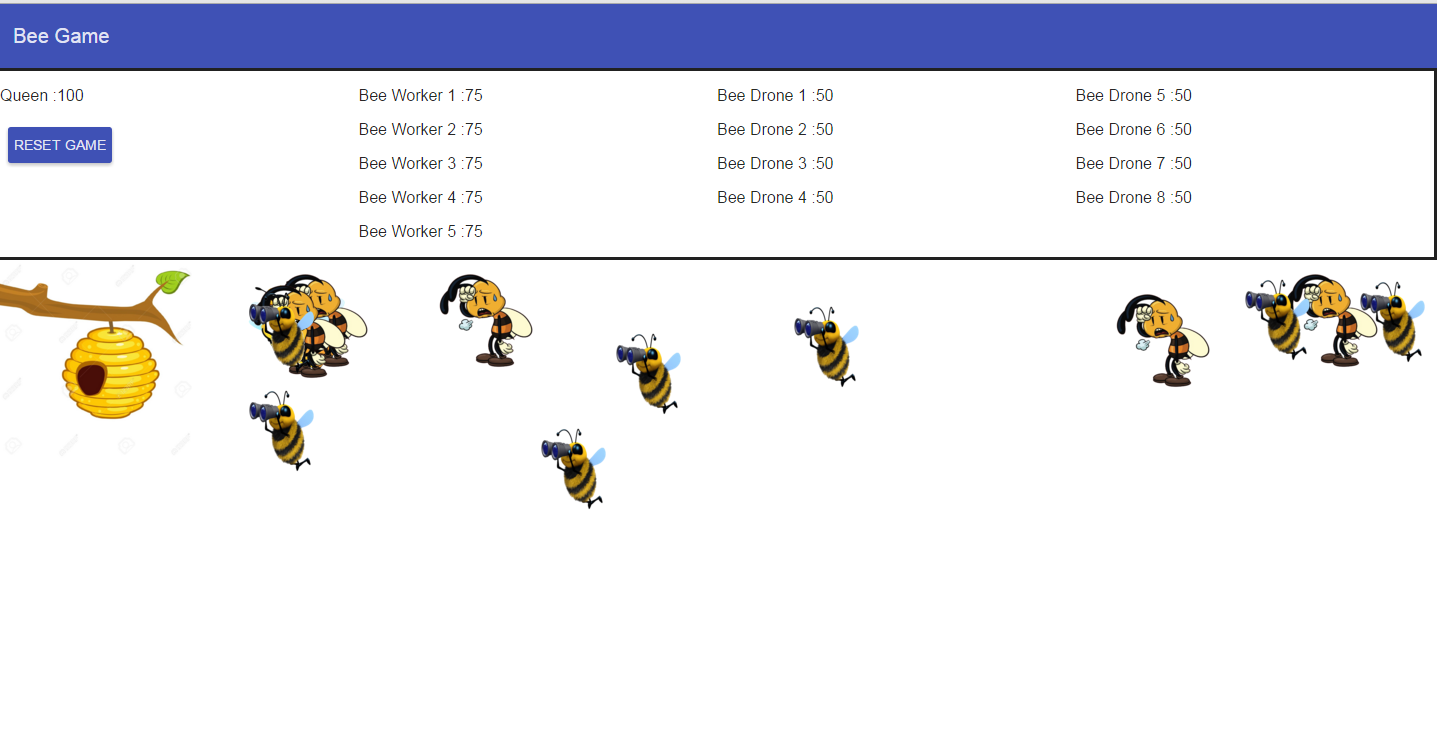 Bee Game
Queen :100
RESET GAME
Bee Worker 1 :75
Bee Worker 2 :75
Bee Worker 3 :75
Bee Worker 4 :75
Bee Worker 5 :75
Bee Drone 1 :50
Bee Drone 2 :50
Bee Drone 3 :50
Bee Drone 4 :50
Bee Drone 5 :50
Bee Drone 6 :50
Bee Drone 7 :50
Bee Drone 8 :50